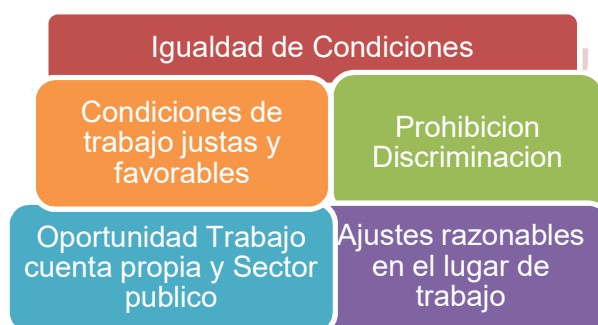 Igualdad de Condiciones
Condiciones de
trabajo justas y
favorables
Prohibicion
Discriminacion
Oportunidad Trabajo
cuenta propia y Sector
publico
Ajustes razonables
en el lugar de
trabajo